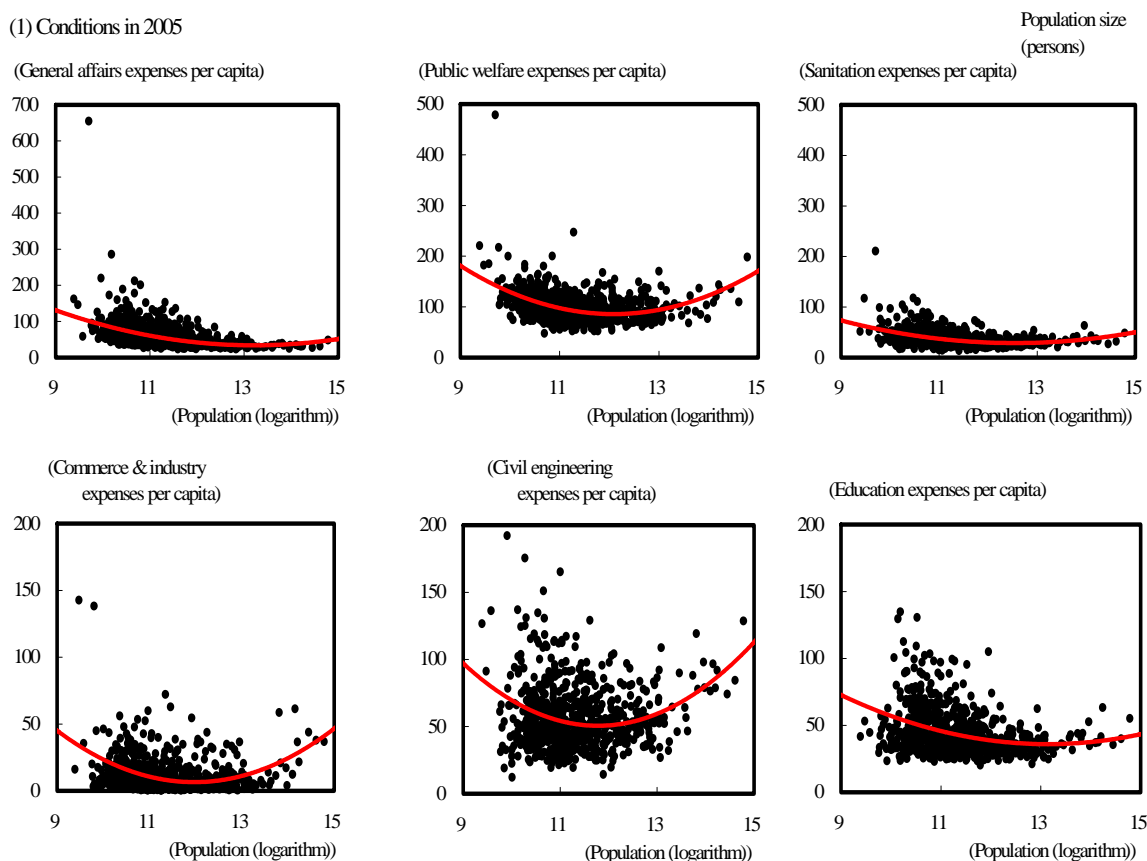 (1) Conditions in 2005
Population size
(persons)
(General affairs expenses per capita)
700
600
500
400
300
200
100
0
9 11 13 15
(Population (logarithm))
(Public welfare expenses per capita)
500
400
300
200
100
0
9 11 13 15
(Population (logarithm))
(Sanitation expenses per capita)
500
400
300
200
100
0
9 11 13 15
(Population (logarithm))
(Commerce & industry
expenses per capita)
200
150
100
50
0
9 11 13 15
(Population (logarithm))
(Civil engineering
expenses per capita)
200
150
100
50
0
9 11 13 15
(Population (logarithm))
(Education expenses per capita)
200
150
100
50
0
9 11 13 15
(Population (logarithm))